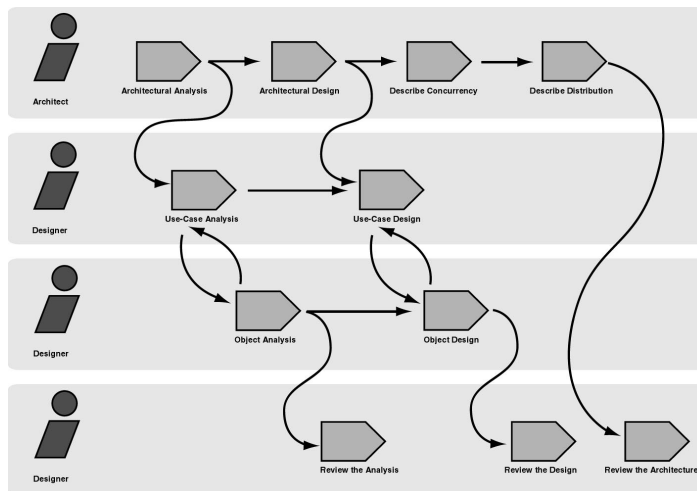 Architectural Analysis
Architectural Design
Describe Concurrency
Describe Distribution
Architect
Use-Case Analysis
Use-Case Design
Designer
Object Analysis
Object Design
Designer
Review the Analysis
Review the Design
Review the Architecture
Designer